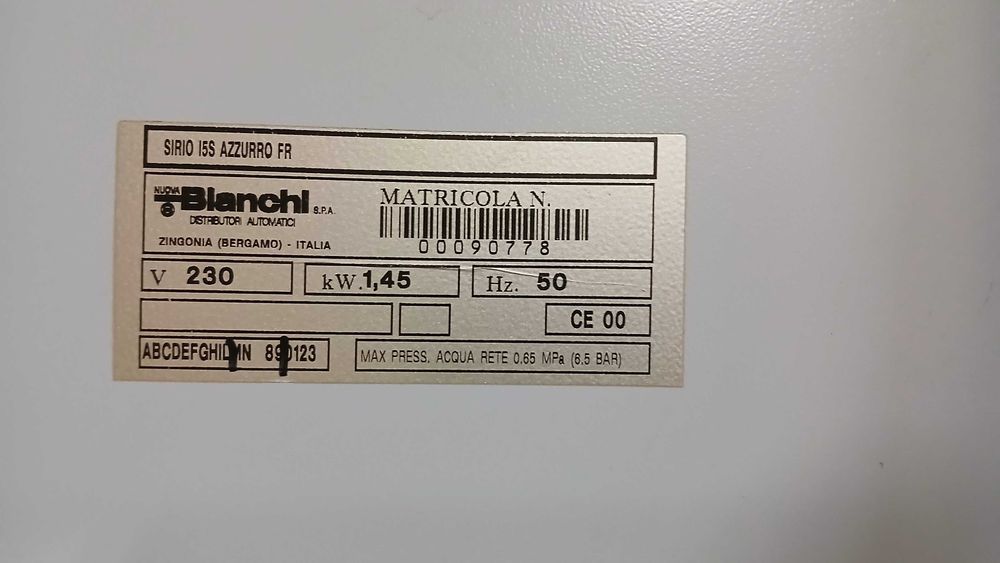 SIRIO I5S AZZURRO FR
NUOVA
Bianchi S.P.A.
DISTRIBUTORI AUTOMATICI
ZINGONIA (BERGAMO) - ITALIA
MATRICOLA N.
00090778
V 230
kW. 1,45
Hz. 50
CE 00
ABCDEFGHILMN 890123
MAX PRESS. ACQUA RETE 0.65 MPa (6.5 BAR)